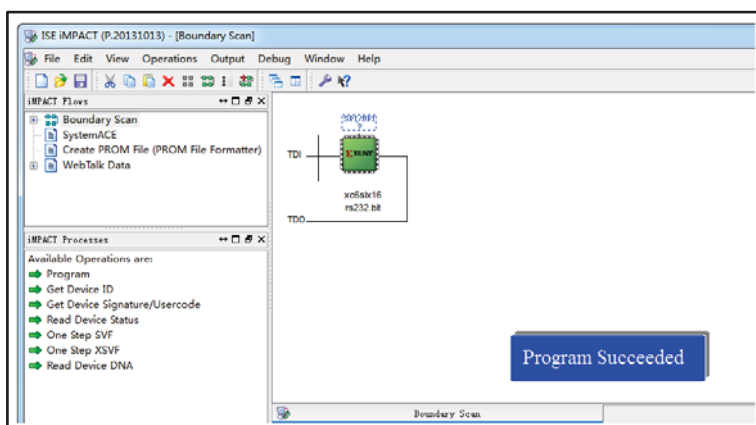 ISE iMPACT (P.20131013) - [Boundary Scan]
File Edit View Operations Output Debug Window Help
iMPACT Flows
Boundary Scan
SystemACE
Create PROM File (PROM File Formatter)
WebTalk Data
iMPACT Processes
Available Operations are:
Program
Get Device ID
Get Device Signature/Usercode
Read Device Status
One Step SVF
One Step XSVF
Read Device DNA
TDI
XILINX
xc6slx16
rs232.bit
TDO
Program Succeeded
Boundary Scan